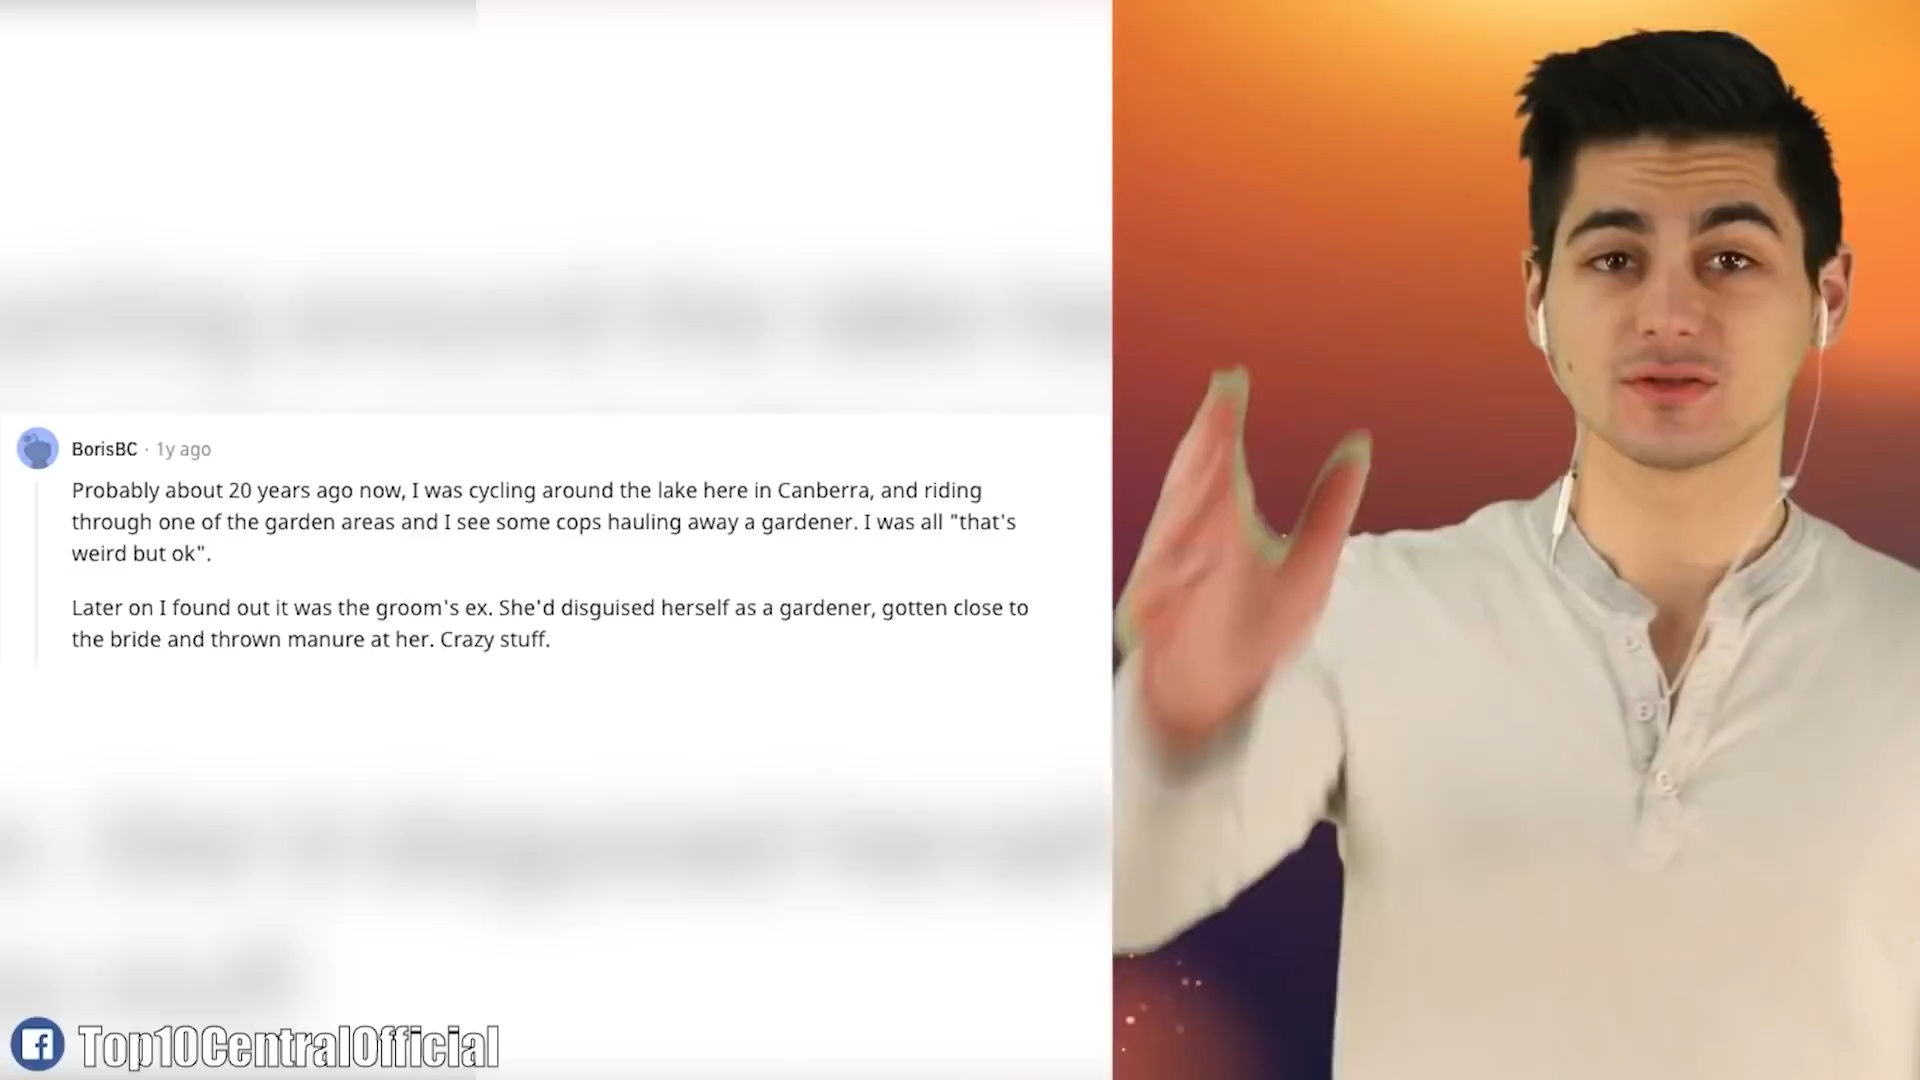 BorisBC · 1y ago
Probably about 20 years ago now, I was cycling around the lake here in Canberra, and riding
through one of the garden areas and I see some cops hauling away a gardener. I was all "that's
weird but ok".
Later on I found out it was the groom's ex. She'd disguised herself as a gardener, gotten close to
the bride and thrown manure at her. Crazy stuff.
Top10CentralOfficial